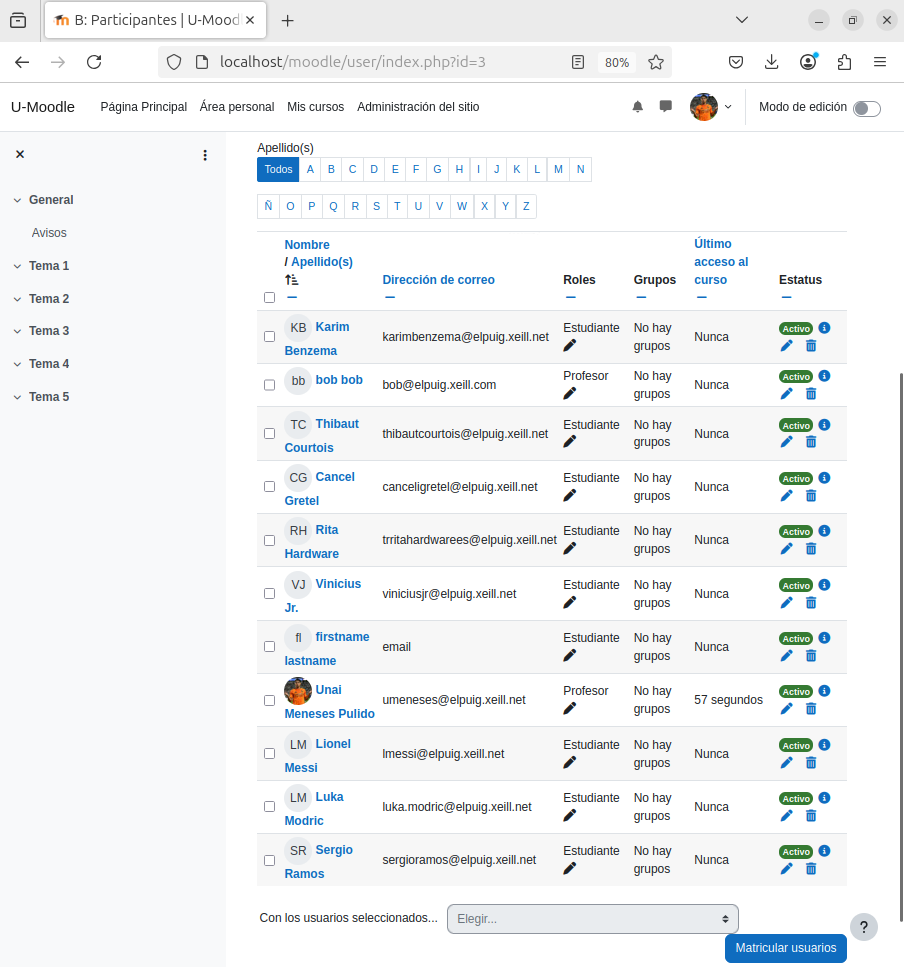 B: Participantes | U-Mood
localhost/moodle/user/index.php?id=3
80%
U-Moodle
Página Principal
Área personal
Mis cursos
Administración del sitio
Modo de edición
General
Avisos
Tema 1
Tema 2
Tema 3
Tema 4
Tema 5
Apellido(s)
Todos A B C D E F G H I J K L M N
Ñ O P Q R S T U V W X Y Z
Nombre
/ Apellido(s)
Dirección de correo
Roles
Grupos
Último
acceso al
curso
Estatus
KB Karim
Benzema
karimbenzema@elpuig.xeill.net
Estudiante
No hay
grupos
Nunca
Activo
bb bob bob
bob@elpuig.xeill.com
Profesor
No hay
grupos
Nunca
Activo
TC Thibaut
Courtois
thibautcourtois@elpuig.xeill.net
Estudiante
No hay
grupos
Nunca
Activo
CG Cancel
Gretel
canceligretel@elpuig.xeill.net
Estudiante
No hay
grupos
Nunca
Activo
RH Rita
Hardware
trritahardwarees@elpuig.xeill.net
Estudiante
No hay
grupos
Nunca
Activo
VJ Vinicius
Jr.
viniciusjr@elpuig.xeill.net
Estudiante
No hay
grupos
Nunca
Activo
fl firstname
lastname
email
Estudiante
No hay
grupos
Nunca
Activo
Unai
Meneses Pulido
umeneses@elpuig.xeill.net
Profesor
No hay
grupos
57 segundos
Activo
LM Lionel
Messi
lmessi@elpuig.xeill.net
Estudiante
No hay
grupos
Nunca
Activo
LM Luka
Modric
luka.modric@elpuig.xeill.net
Estudiante
No hay
grupos
Nunca
Activo
SR Sergio
Ramos
sergioramos@elpuig.xeill.net
Estudiante
No hay
grupos
Nunca
Activo
Con los usuarios seleccionados...
Elegir...
?
Matricular usuarios